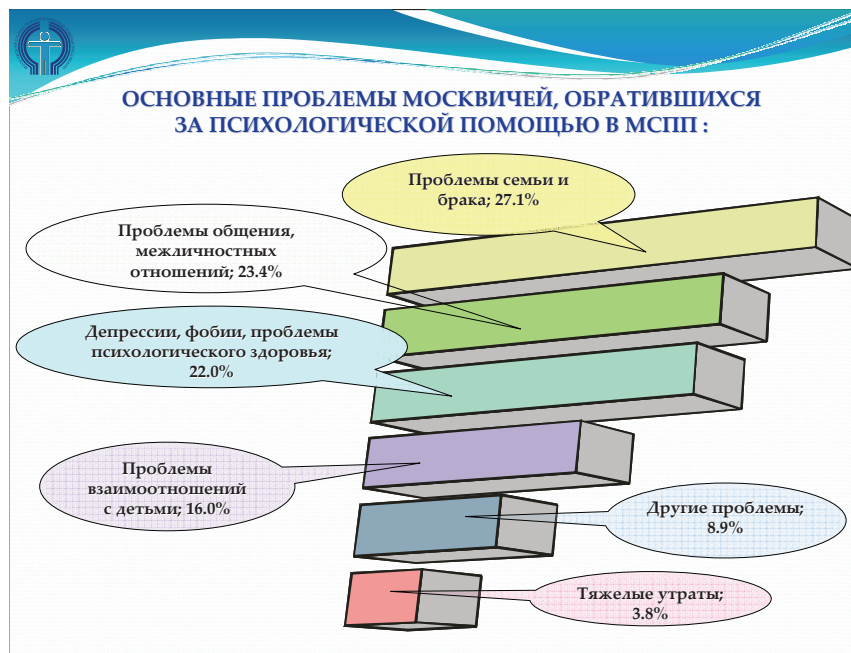 ОСНОВНЫЕ ПРОБЛЕМЫ МОСКВИЧЕЙ, ОБРАТИВШИХСЯ
ЗА ПСИХОЛОГИЧЕСКОЙ ПОМОЩЬЮ В МСПП :
Проблемы семьи и
брака; 27.1%
Проблемы общения,
межличностных
отношений; 23.4%
Депрессии, фобии, проблемы
психологического здоровья;
22.0%
Проблемы
взаимоотношений
с детьми; 16.0%
Другие проблемы;
8.9%
Тяжелые утраты;
3.8%